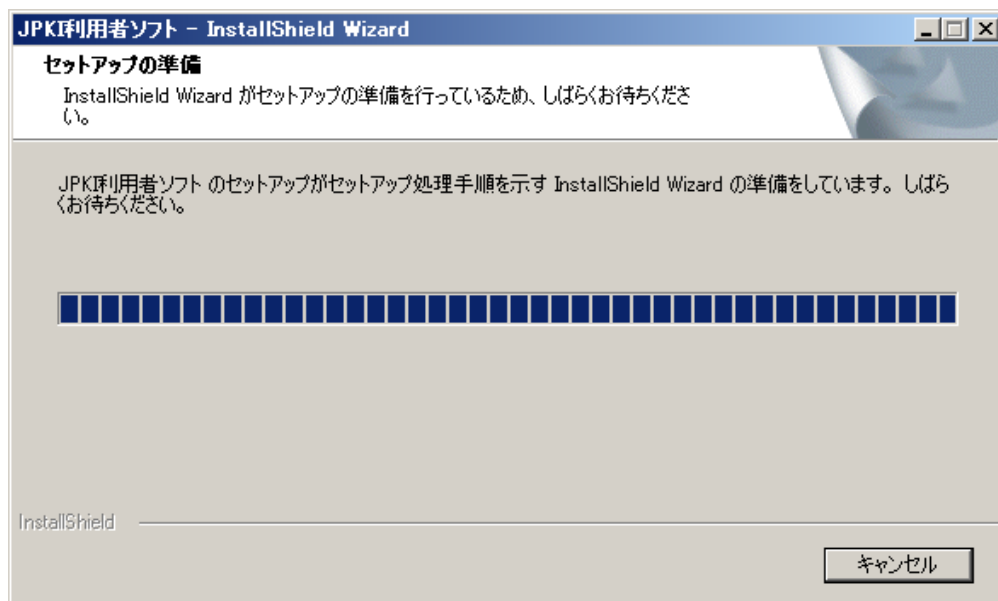 JPKI利用者ソフト - InstallShield Wizard
セットアップの準備
InstallShield Wizard がセットアップの準備を行っているため、しばらくお待ちくださ
い。
JPKI利用者ソフト のセットアップがセットアップ処理手順を示す InstallShield Wizard の準備をしています。しばら
くお待ちください。
InstallShield
キャンセル